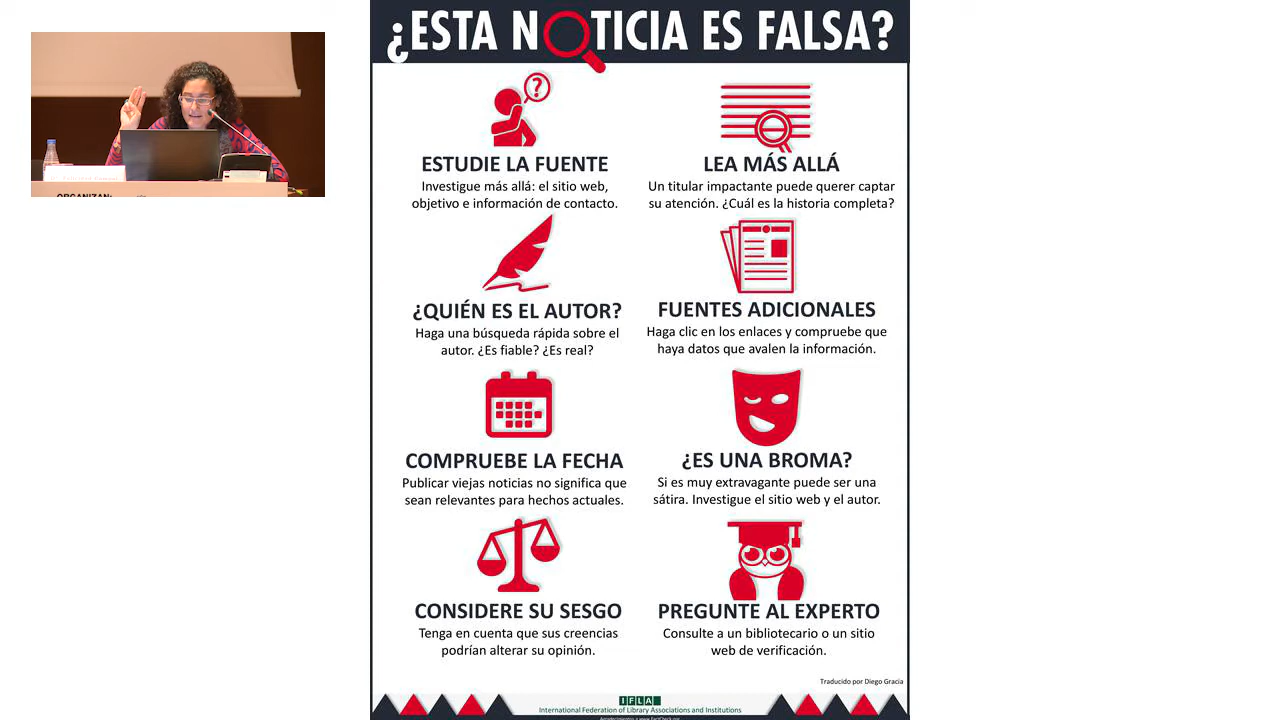 ORGANIZAN:
¿ESTA NOTICIA ES FALSA?
ESTUDIE LA FUENTE
Investigue más allá: el sitio web,
objetivo e información de contacto.
LEA MÁS ALLÁ
Un titular impactante puede querer captar
su atención. ¿Cuál es la historia completa?
¿QUIÉN ES EL AUTOR?
Haga una búsqueda rápida sobre el
autor. ¿Es fiable? ¿Es real?
FUENTES ADICIONALES
Haga clic en los enlaces y compruebe que
haya datos que avalen la información.
COMPRUEBE LA FECHA
Publicar viejas noticias no significa que
sean relevantes para hechos actuales.
¿ES UNA BROMA?
Si es muy extravagante puede ser una
sátira. Investigue el sitio web y el autor.
CONSIDERE SU SESGO
Tenga en cuenta que sus creencias
podrían alterar su opinión.
PREGUNTE AL EXPERTO
Consulte a un bibliotecario o un sitio
web de verificación.
Traducido por Diego Gracia
IFLA
International Federation of Library Associations and Institutions